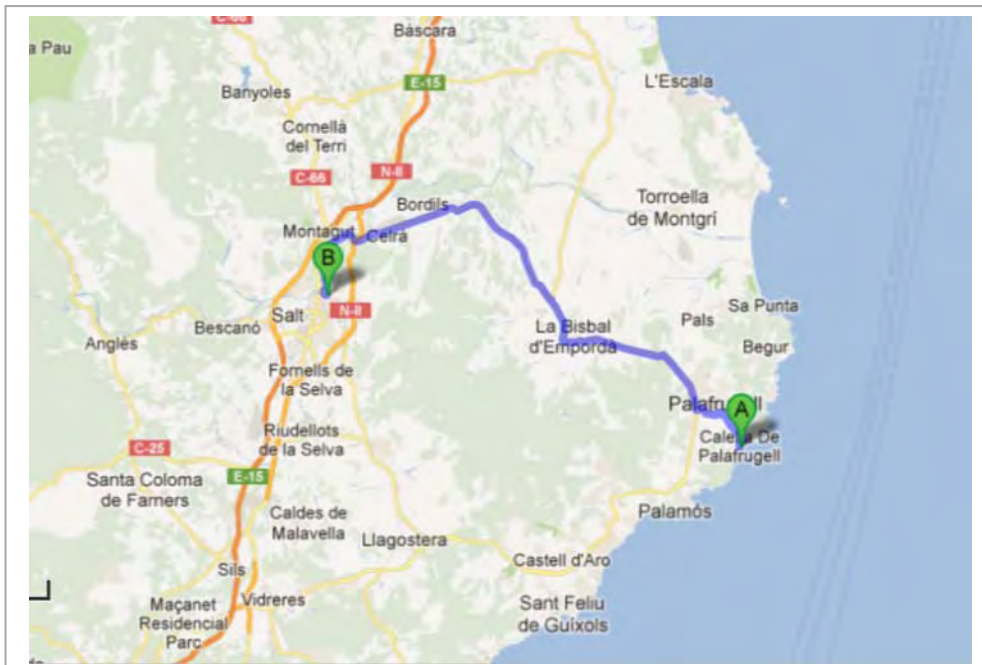 C-66
Bàscara
a Pau
E-15
L'Escala
Banyoles
Cornellà
del Terri
N-II
C-66
Bordils
Torroella
de Montgrí
Montagut
Celrà
B
Sa Punta
N-II
Salt
Pals
Bescanó
La Bisbal
d'Empordà
Anglès
Begur
Fornells de
la Selva
Palafrugell
A
Riudellots
de la Selva
Calella De
Palafrugell
C-25
E-15
Santa Coloma
de Farners
Caldes de
Malavella
Palamós
Llagostera
Castell d'Aro
Sils
Maçanet
Residencial
Parc
Vidreres
Sant Feliu
de Guíxols